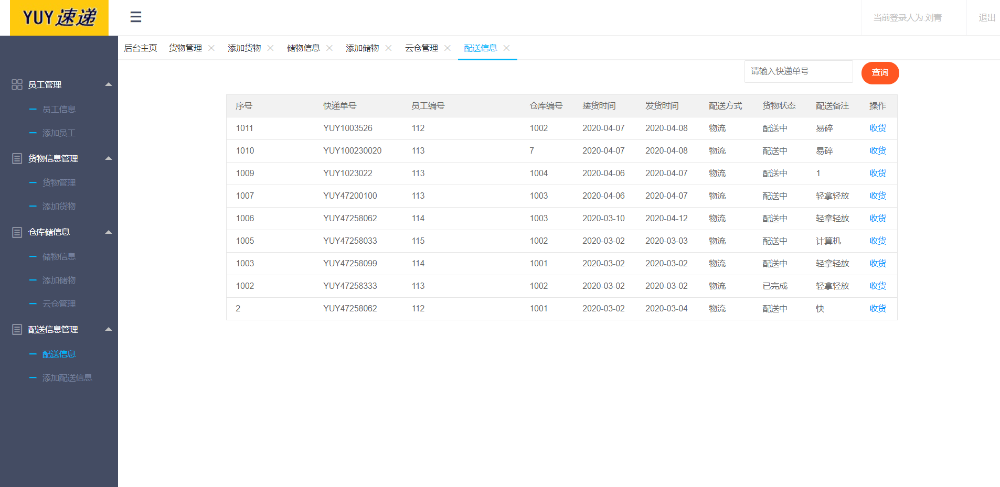 YUY速递
当前登录人为:刘青 退出
后台主页 货物管理 添加货物 储物信息 添加储物 云仓管理 配送信息
请输入快递单号 查询
员工管理
员工信息
添加员工
货物信息管理
货物管理
添加货物
仓库储信息
储物信息
添加储物
云仓管理
配送信息管理
配送信息
添加配送信息
序号 快递单号 员工编号 仓库编号 接货时间 发货时间 配送方式 货物状态 配送备注 操作
1011 YUY1003526 112 1002 2020-04-07 2020-04-08 物流 配送中 易碎 收货
1010 YUY100230020 113 7 2020-04-07 2020-04-08 物流 配送中 易碎 收货
1009 YUY1023022 113 1004 2020-04-06 2020-04-07 物流 配送中 1 收货
1007 YUY47200100 113 1003 2020-04-06 2020-04-07 物流 配送中 轻拿轻放 收货
1006 YUY47258062 114 1003 2020-03-10 2020-04-12 物流 配送中 轻拿轻放 收货
1005 YUY47258033 115 1002 2020-03-02 2020-03-03 物流 配送中 计算机 收货
1003 YUY47258099 114 1001 2020-03-02 2020-03-02 物流 配送中 轻拿轻放 收货
1002 YUY47258333 113 1002 2020-03-02 2020-03-02 物流 已完成 轻拿轻放 收货
2 YUY47258062 112 1001 2020-03-02 2020-03-04 物流 配送中 快 收货